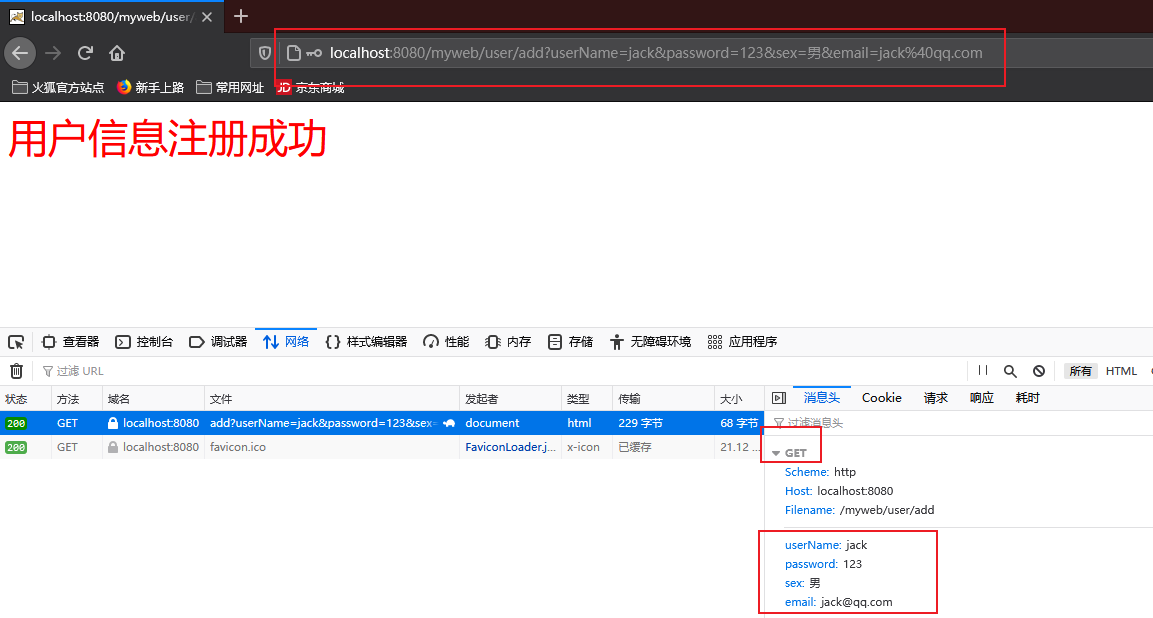 localhost:8080/myweb/user/
localhost:8080/myweb/user/add?userName=jack&password=123&sex=男&email=jack%40qq.com
火狐官方站点 新手上路 常用网址 JD 京东商城
用户信息注册成功
查看器 控制台 调试器 网络 样式编辑器 性能 内存 存储 无障碍环境 应用程序
过滤 URL 所有 HTML
状态 方法 域名 文件 发起者 类型 传输 大小 消息头 Cookie 请求 响应 耗时
200 GET localhost:8080 add?userName=jack&password=123&sex= document html 229 字节 68 字节
过滤消息头
200 GET localhost:8080 favicon.ico FaviconLoader.j... x-icon 已缓存 21.12 ...
GET
Scheme: http
Host: localhost:8080
Filename: /myweb/user/add
userName: jack
password: 123
sex: 男
email: jack@qq.com